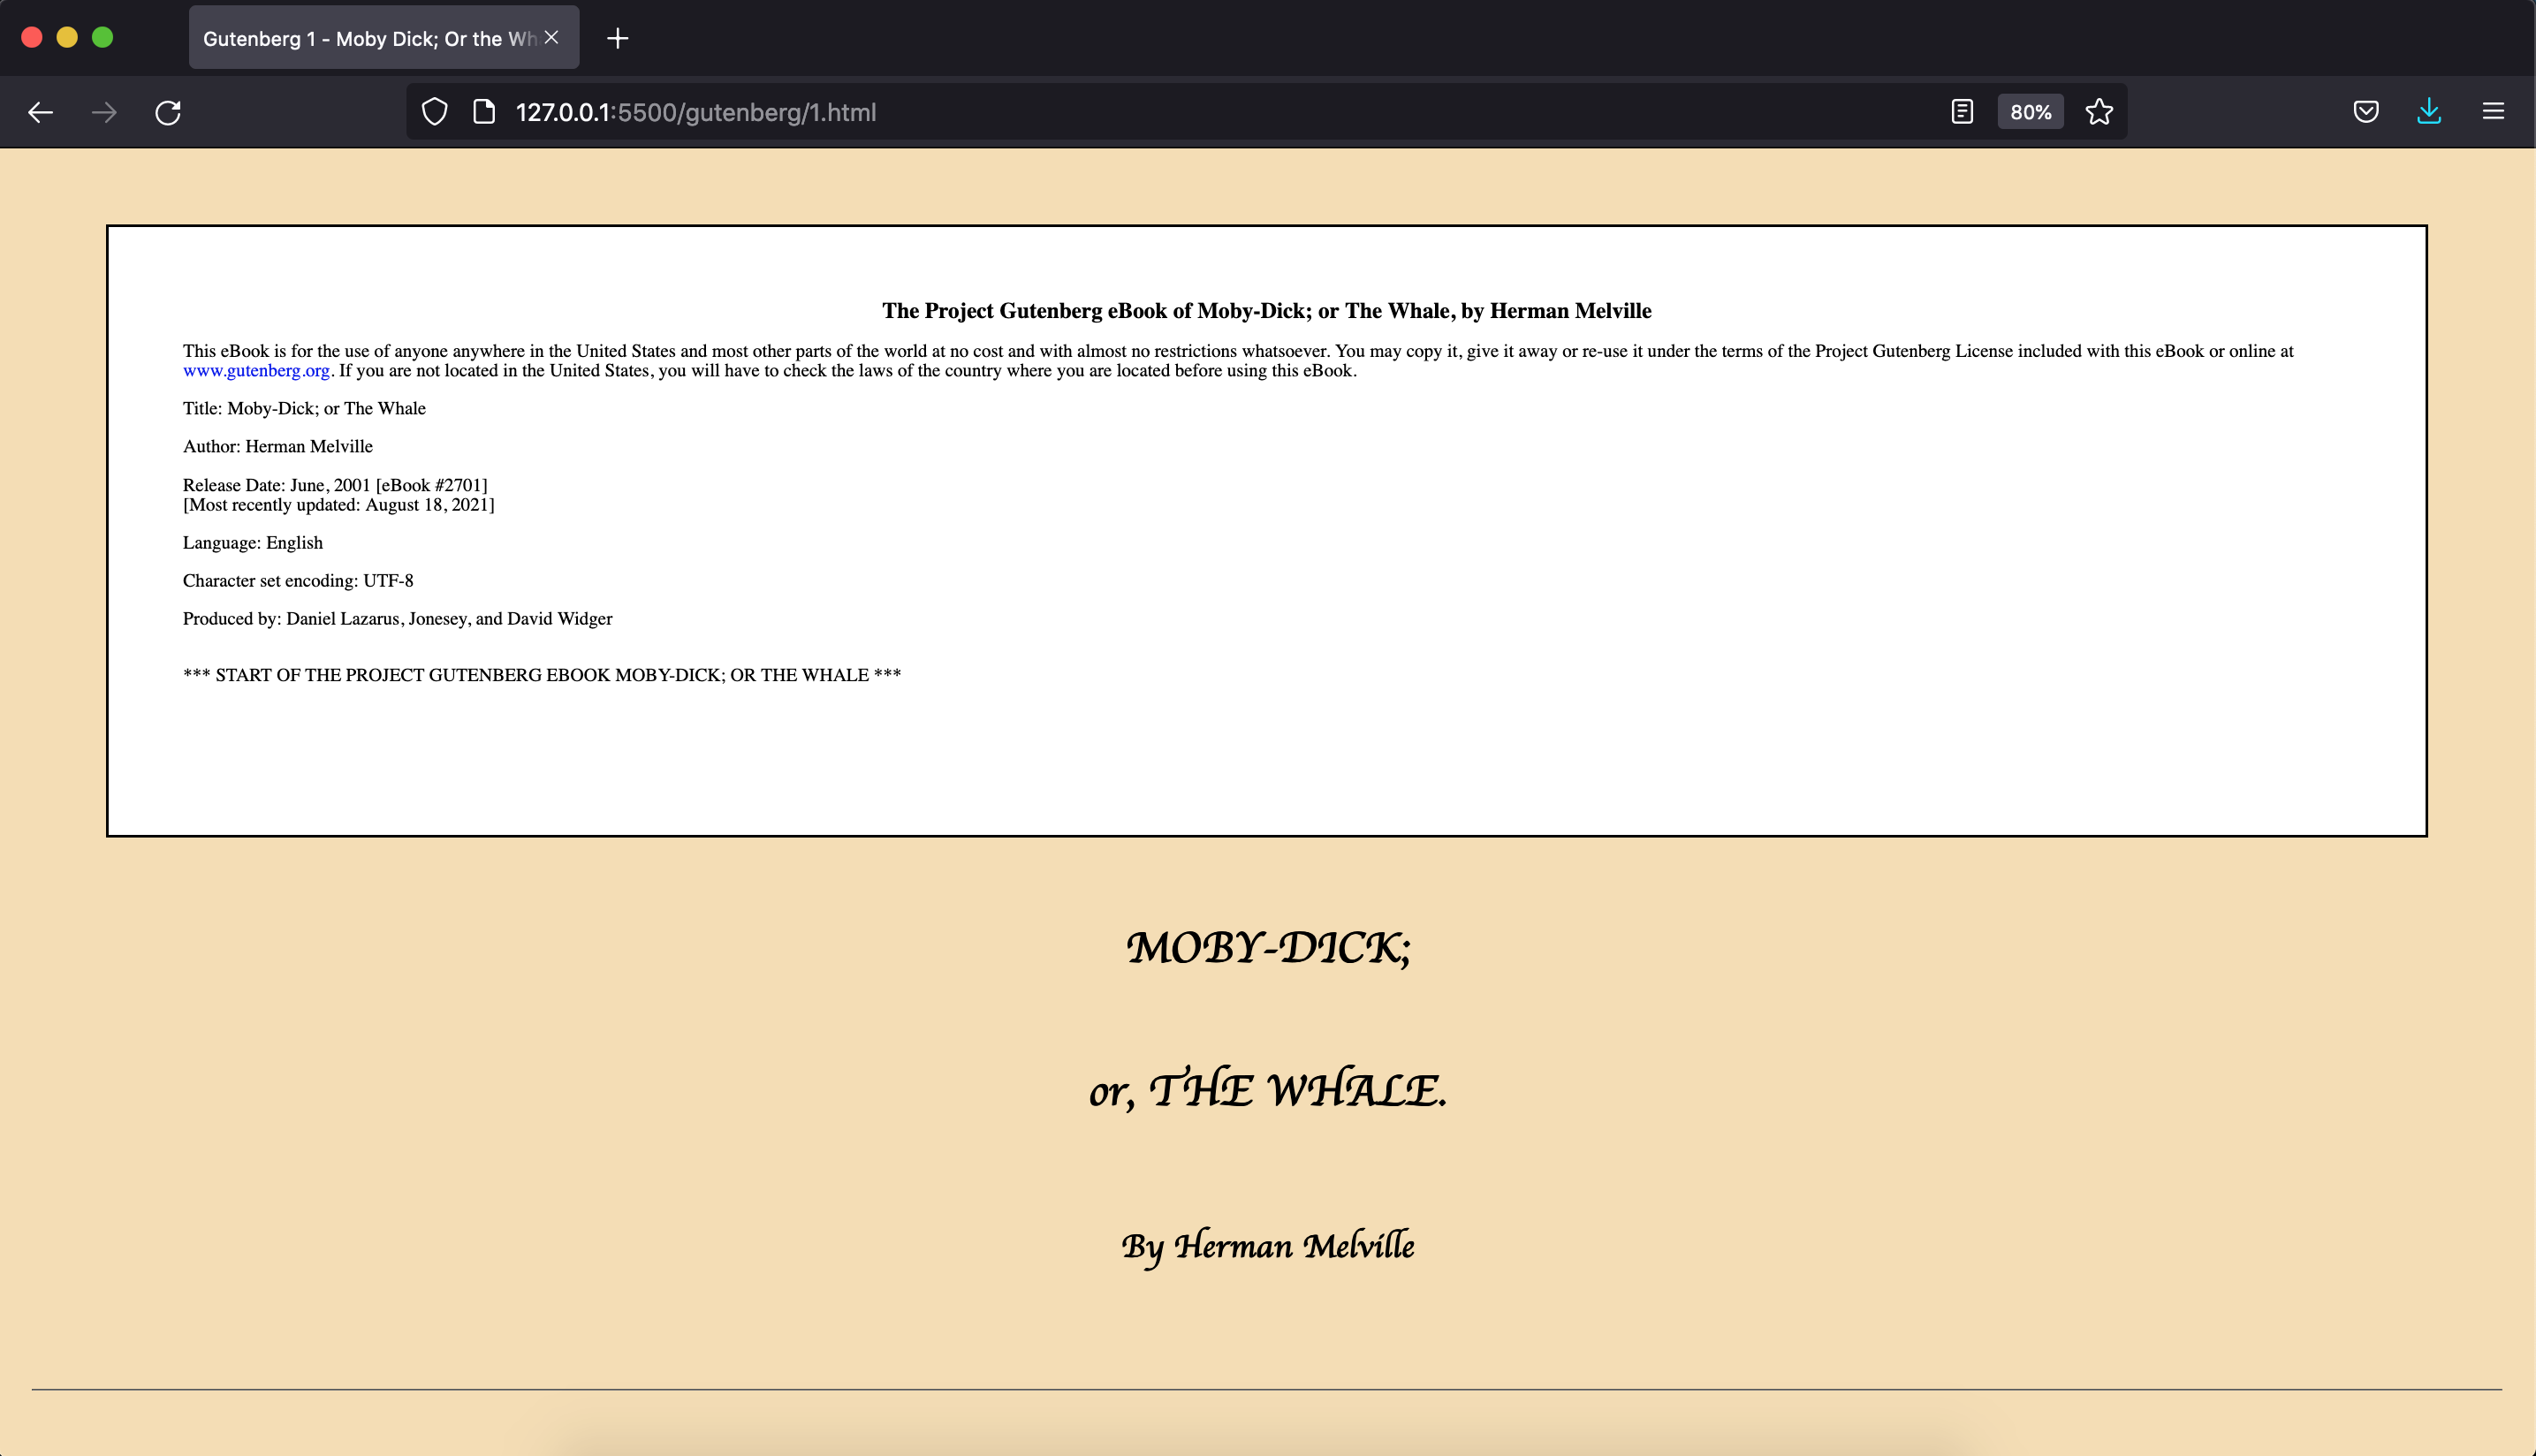 Gutenberg 1 - Moby Dick; Or the Wh
127.0.0.1:5500/gutenberg/1.html
80%
The Project Gutenberg eBook of Moby-Dick; or The Whale, by Herman Melville
This eBook is for the use of anyone anywhere in the United States and most other parts of the world at no cost and with almost no restrictions whatsoever. You may copy it, give it away or re-use it under the terms of the Project Gutenberg License included with this eBook or online at
www.gutenberg.org. If you are not located in the United States, you will have to check the laws of the country where you are located before using this eBook.
Title: Moby-Dick; or The Whale
Author: Herman Melville
Release Date: June, 2001 [eBook #2701]
[Most recently updated: August 18, 2021]
Language: English
Character set encoding: UTF-8
Produced by: Daniel Lazarus, Jonesey, and David Widger
*** START OF THE PROJECT GUTENBERG EBOOK MOBY-DICK; OR THE WHALE ***
MOBY-DICK;
or, THE WHALE.
By Herman Melville